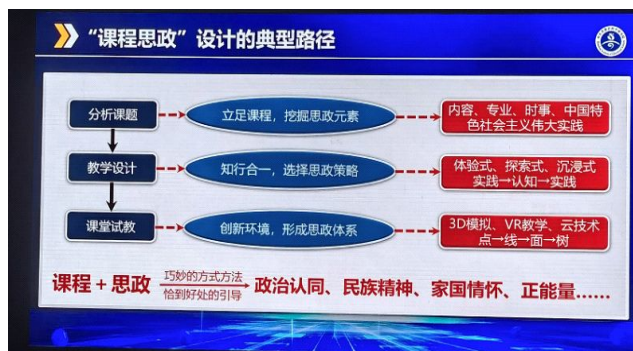 “课程思政”设计的典型路径
分析课题
立足课程，挖掘思政元素
内容、专业、时事、中国特
色社会主义伟大实践
教学设计
知行合一，选择思政策略
体验式、探索式、沉浸式
实践→认知→实践
课堂试教
创新环境，形成思政体系
3D模拟、VR教学、云技术
点→线→面→树
课程+思政
巧妙的方式方法
恰到好处的引导
政治认同、民族精神、家国情怀、正能量……